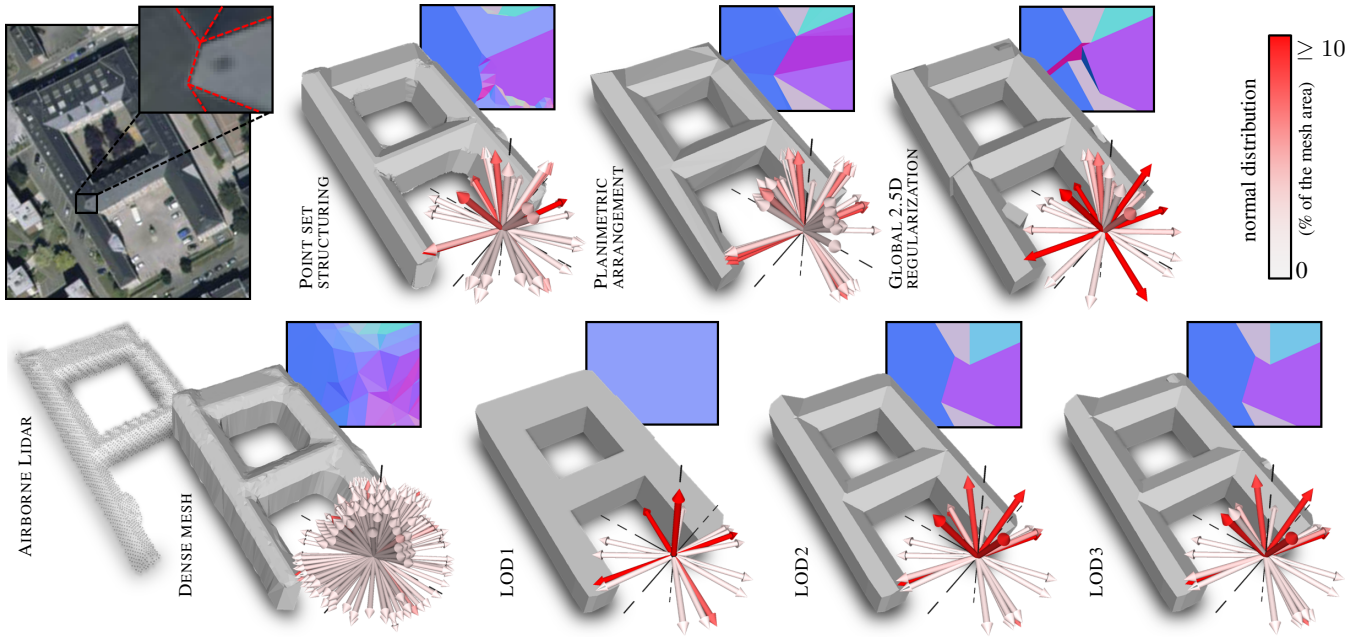 POINT SET
STRUCTURING
PLANIMETRIC
ARRANGEMENT
GLOBAL 2.5D
REGULARIZATION
normal distribution
(% of the mesh area)
≥ 10
0
AIRBORNE LIDAR
DENSE MESH
LOD1
LOD2
LOD3